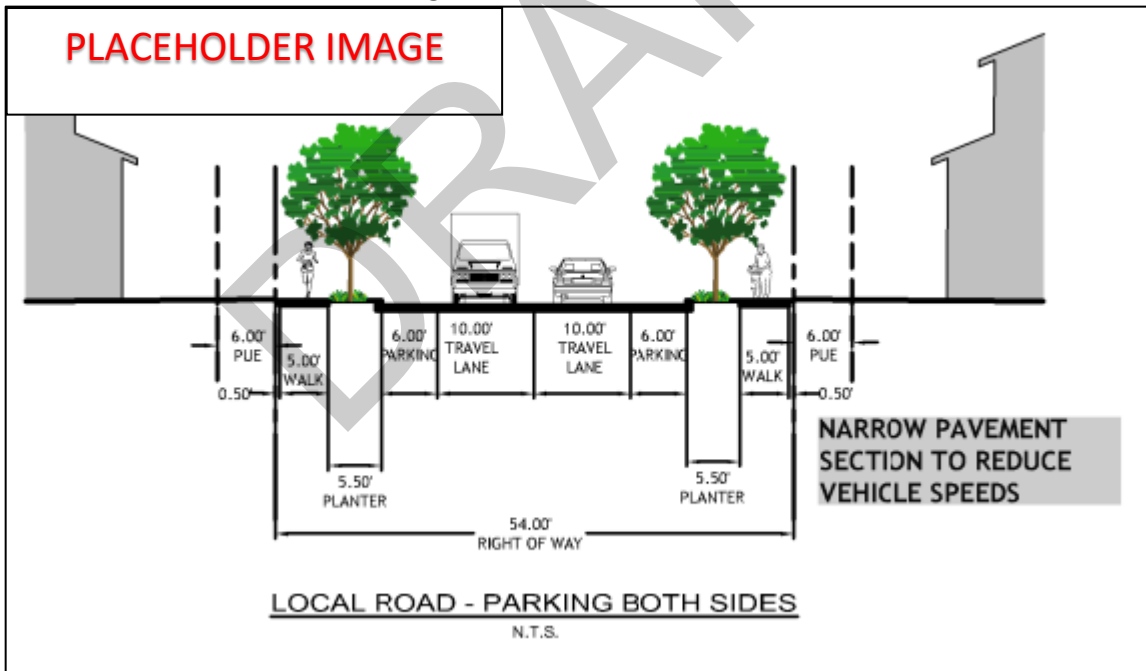 PLACEHOLDER IMAGE
DRA
6.00'
PUE
5.00'
WALK
0.50'
6.00'
PARKING
10.00'
TRAVEL
LANE
10.00'
TRAVEL
LANE
6.00'
PARKING
5.00'
WALK
6.00'
PUE
0.50'
5.50'
PLANTER
5.50'
PLANTER
NARROW PAVEMENT
SECTION TO REDUCE
VEHICLE SPEEDS
54.00'
RIGHT OF WAY
LOCAL ROAD - PARKING BOTH SIDES
N.T.S.